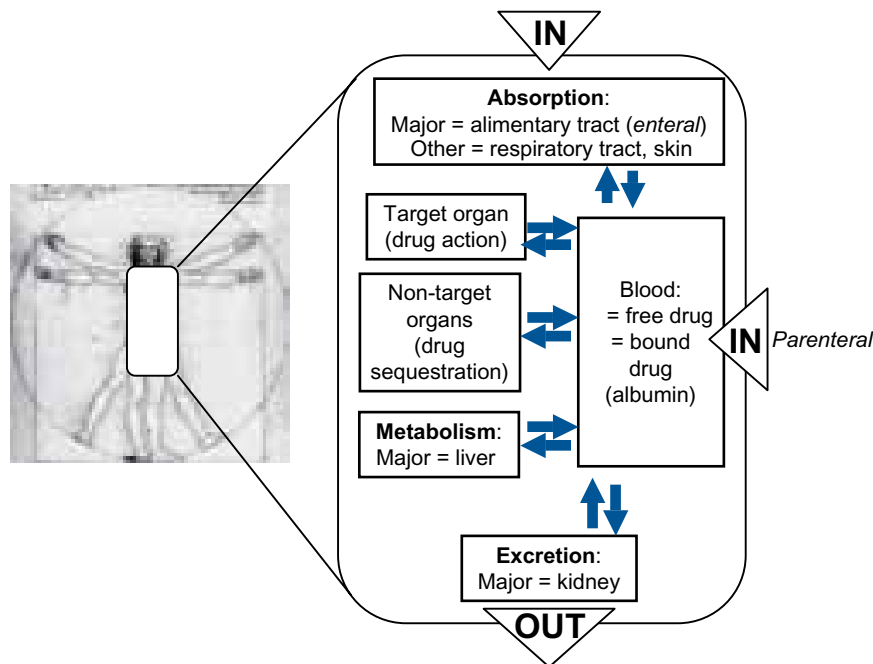 IN
Absorption:
Major = alimentary tract (enteral)
Other = respiratory tract, skin
Target organ
(drug action)
Non-target
organs
(drug
sequestration)
Metabolism:
Major = liver
Blood:
= free drug
= bound
drug
(albumin)
IN
Parenteral
Excretion:
Major = kidney
OUT